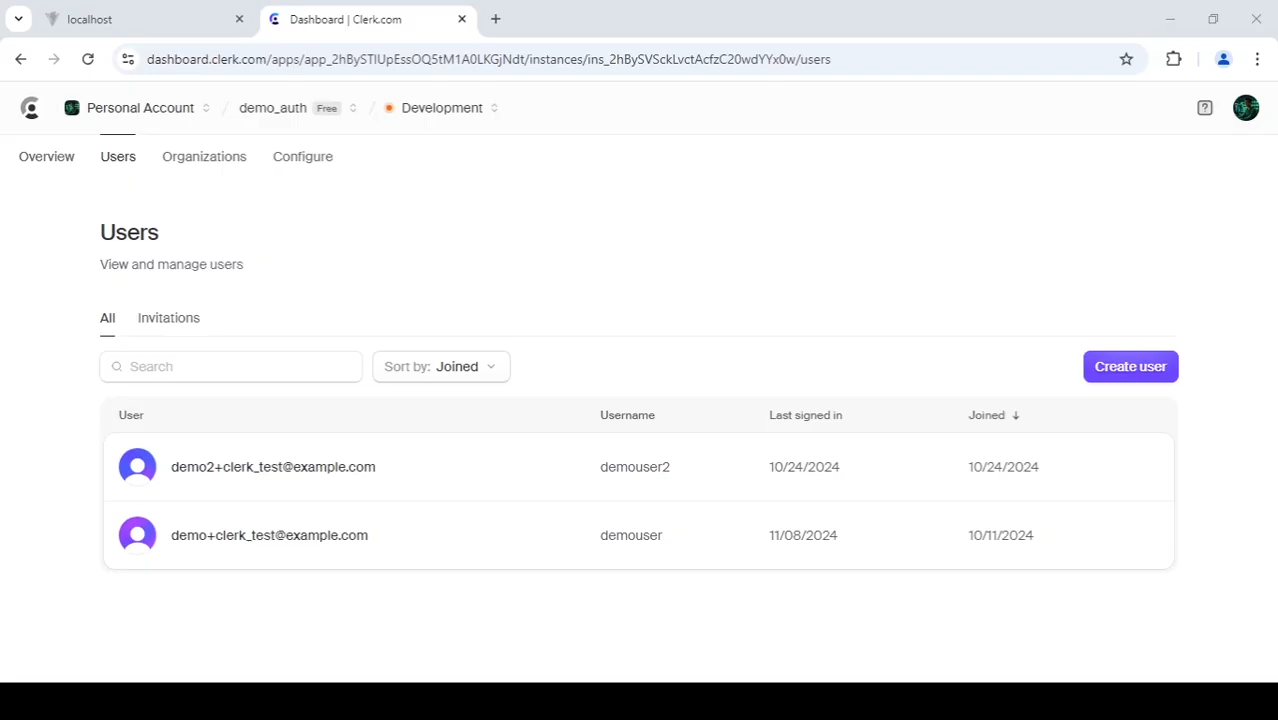 localhost
Dashboard | Clerk.com
dashboard.clerk.com/apps/app_2hBySTIUpEssOQ5tM1A0LKGjNdt/instances/ins_2hBySVSckLvctAcfzC20wdYYx0w/users
Personal Account / demo_auth Free / Development
Overview Users Organizations Configure
Users
View and manage users
All Invitations
Search Sort by: Joined Create user
User Username Last signed in Joined ↓
demo2+clerk_test@example.com demouser2 10/24/2024 10/24/2024
demo+clerk_test@example.com demouser 11/08/2024 10/11/2024